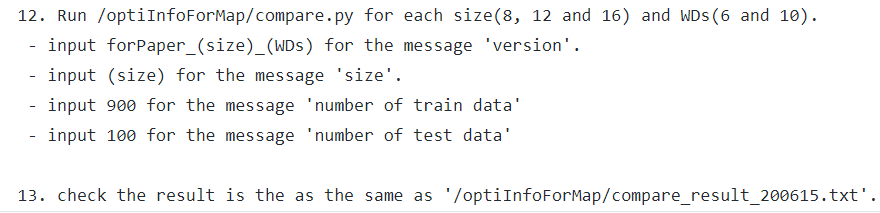 12. Run /optiInfoForMap/compare.py for each size(8, 12 and 16) and WDs(6 and 10).
- input forPaper_(size)_(WDs) for the message 'version'.
- input (size) for the message 'size'.
- input 900 for the message 'number of train data'
- input 100 for the message 'number of test data'
13. check the result is the as the same as '/optiInfoForMap/compare_result_200615.txt'.